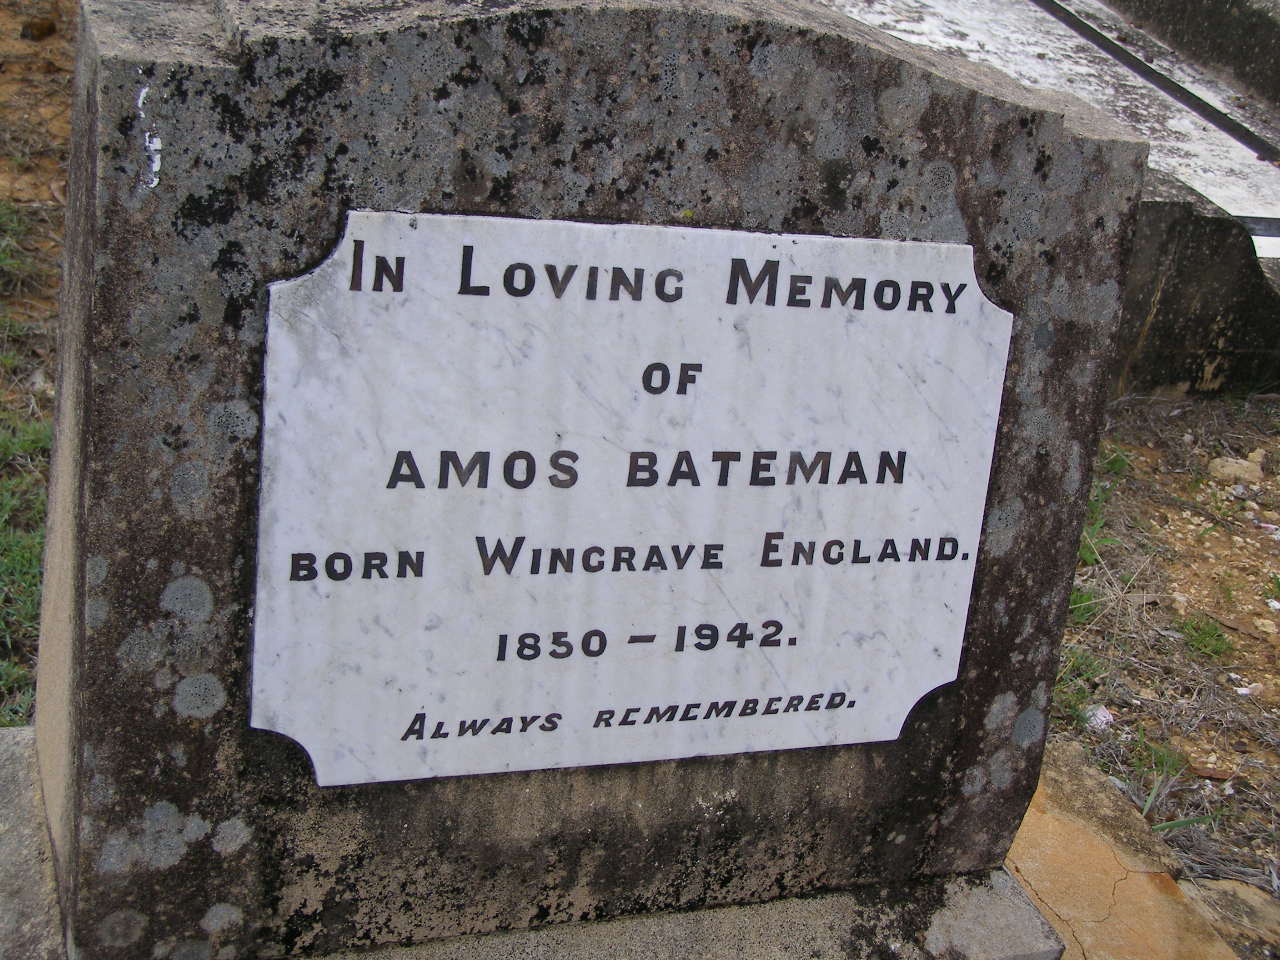 In Loving Memory
OF
AMOS BATEMAN
BORN WINGRAVE ENGLAND.
1850 – 1942.
ALWAYS REMEMBERED.